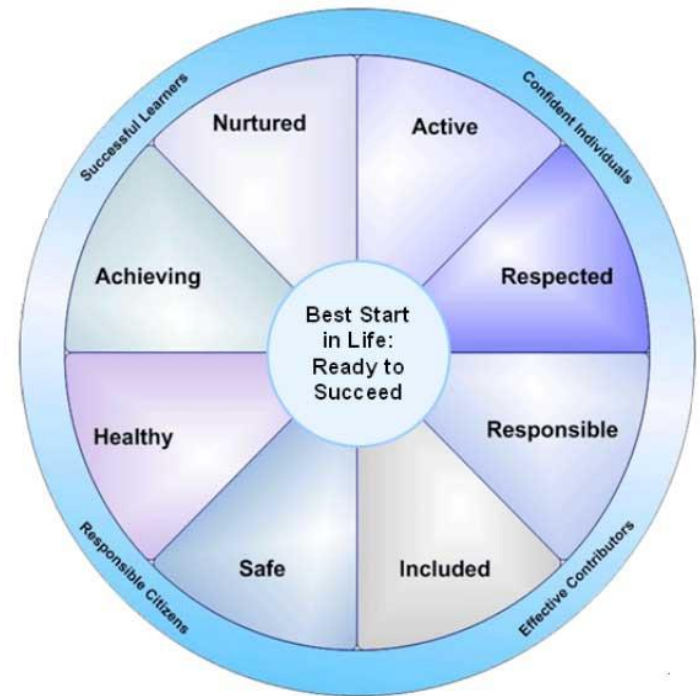 Successful Learners
Confident Individuals
Nurtured
Active
Achieving
Respected
Best Start
in Life:
Ready to
Succeed
Healthy
Responsible
Safe
Included
Responsible Citizens
Effective Contributors